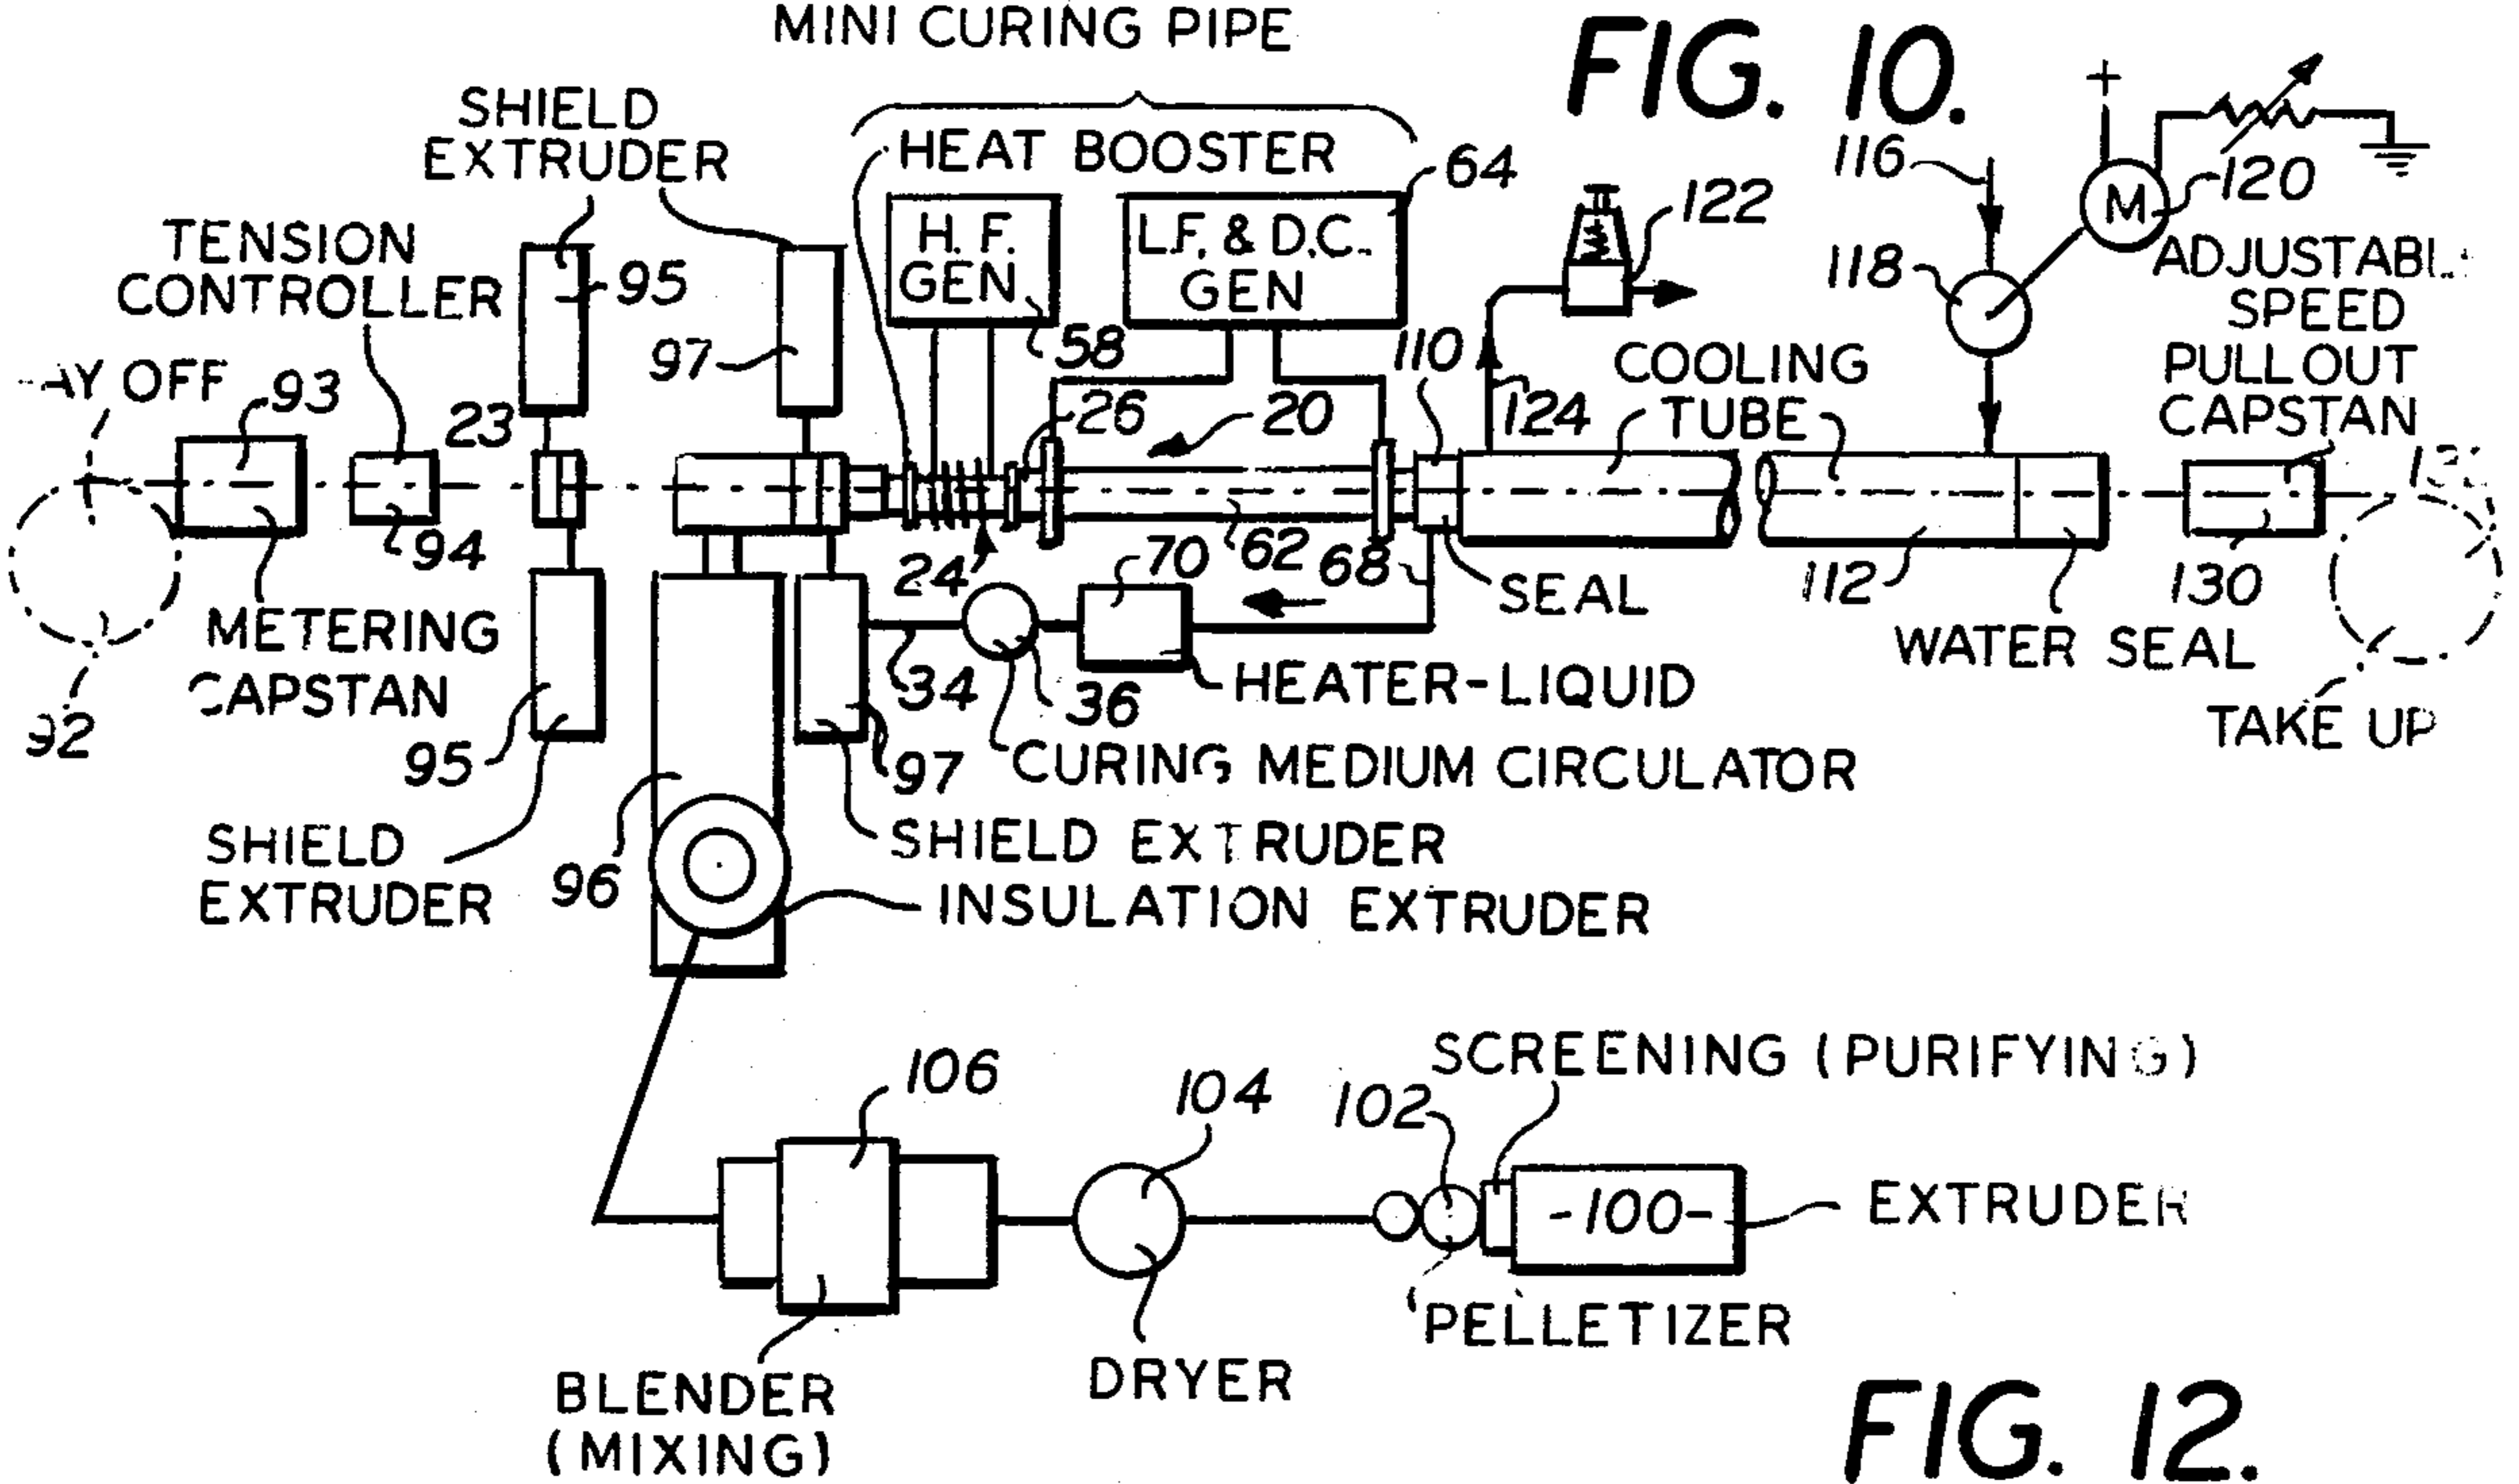 MINI CURING PIPE
FIG. 10.
SHIELD
EXTRUDER
HEAT BOOSTER
64
+
116
120
M
122
TENSION
CONTROLLER
95
H. F.
GEN.
L.F. & D.C.
GEN
118
ADJUSTABL
SPEED
97
58
110
COOLING
TUBE
PULL OUT
CAPSTAN
AY OFF
93
23
26
20
124
94
24'
70
62
68
SEAL
112
130
METERING
CAPSTAN
34
36
HEATER-LIQUID
WATER SEAL
TAKE UP
92
95
97
CURING MEDIUM CIRCULATOR
SHIELD
EXTRUDER
96
SHIELD EXTRUDER
INSULATION EXTRUDER
106
104
102
SCREENING (PURIFYING)
-100-
EXTRUDER
PELLETIZER
DRYER
BLENDER
(MIXING)
FIG. 12.